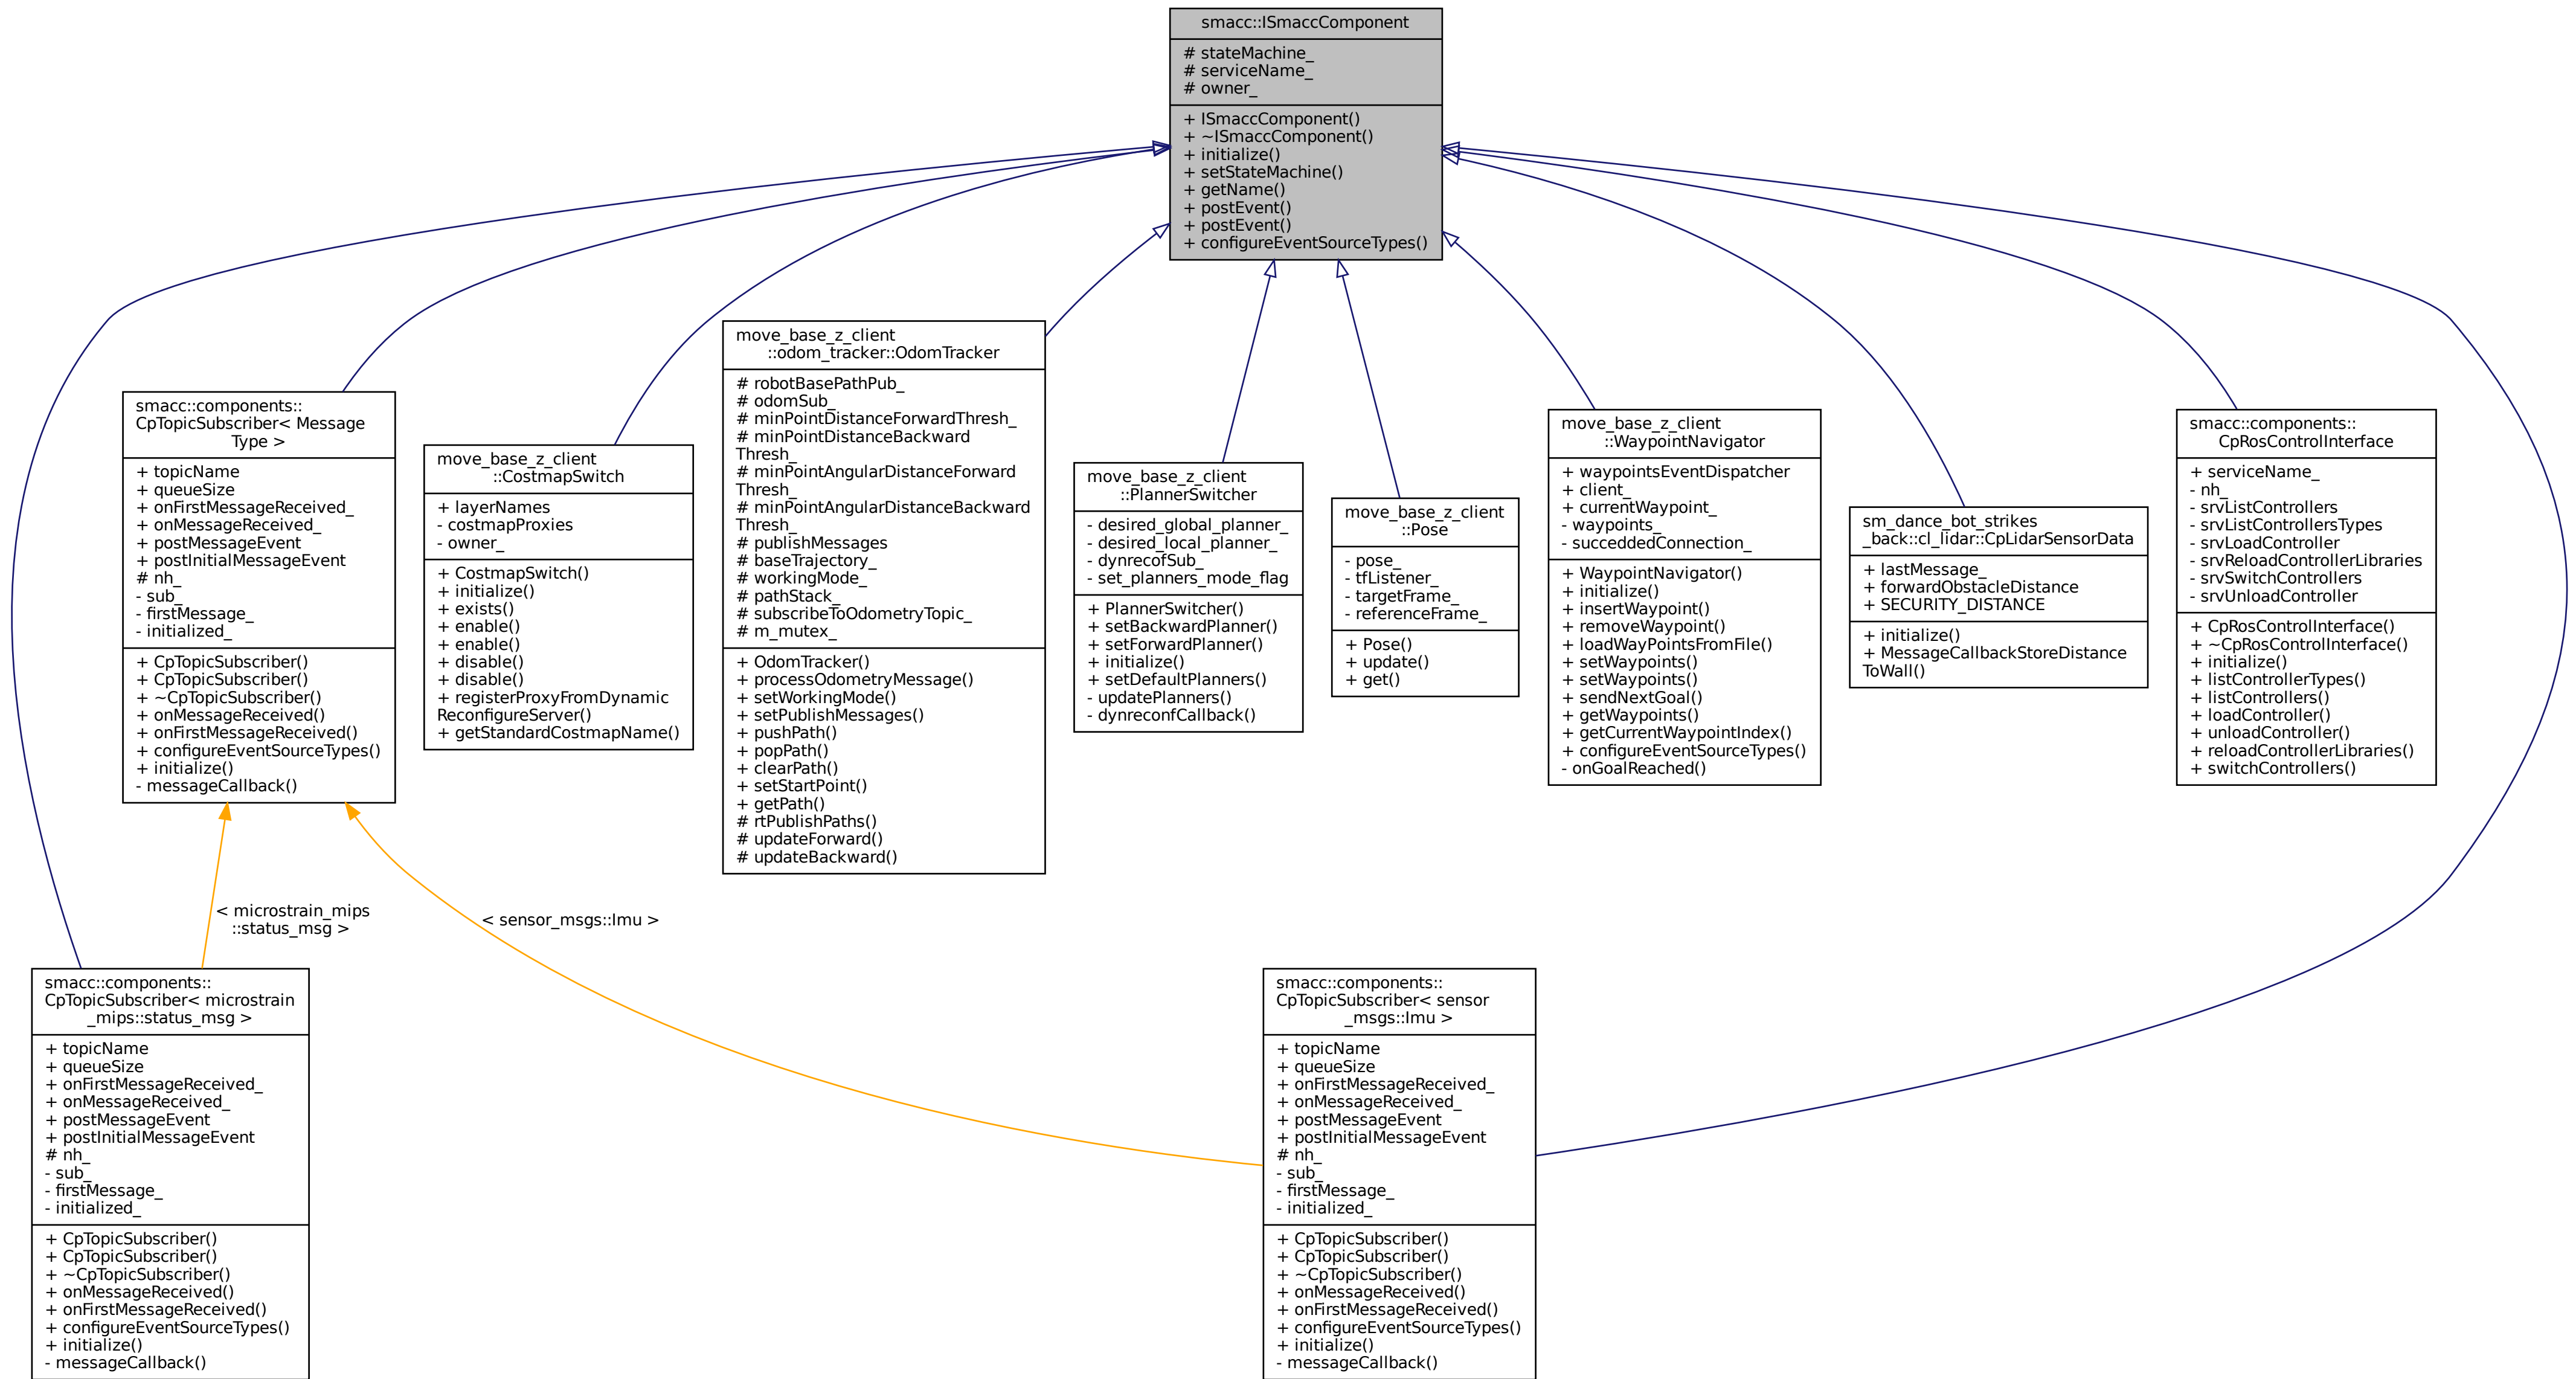 smacc::ISmaccComponent
# stateMachine_
# serviceName_
# owner_
+ ISmaccComponent()
+ ~ISmaccComponent()
+ initialize()
+ setStateMachine()
+ getName()
+ postEvent()
+ postEvent()
+ configureEventSourceTypes()
smacc::components::
CpTopicSubscriber< Message
Type >
+ topicName
+ queueSize
+ onFirstMessageReceived_
+ onMessageReceived_
+ postMessageEvent
+ postInitialMessageEvent
# nh_
- sub_
- firstMessage_
- initialized_
+ CpTopicSubscriber()
+ CpTopicSubscriber()
+ ~CpTopicSubscriber()
+ onMessageReceived()
+ onFirstMessageReceived()
+ configureEventSourceTypes()
+ initialize()
- messageCallback()
move_base_z_client
::CostmapSwitch
+ layerNames
- costmapProxies
- owner_
+ CostmapSwitch()
+ initialize()
+ exists()
+ enable()
+ enable()
+ disable()
+ disable()
+ registerProxyFromDynamic
ReconfigureServer()
+ getStandardCostmapName()
move_base_z_client
::odom_tracker::OdomTracker
# robotBasePathPub_
# odomSub_
# minPointDistanceForwardThresh_
# minPointDistanceBackward
Thresh_
# minPointAngularDistanceForward
Thresh_
# minPointAngularDistanceBackward
Thresh_
# publishMessages
# baseTrajectory_
# workingMode_
# pathStack_
# subscribeToOdometryTopic_
# m_mutex_
+ OdomTracker()
+ processOdometryMessage()
+ setWorkingMode()
+ setPublishMessages()
+ pushPath()
+ popPath()
+ clearPath()
+ setStartPoint()
+ getPath()
# rtPublishPaths()
# updateForward()
# updateBackward()
move_base_z_client
::PlannerSwitcher
- desired_global_planner_
- desired_local_planner_
- dynrecofSub_
- set_planners_mode_flag
+ PlannerSwitcher()
+ setBackwardPlanner()
+ setForwardPlanner()
+ initialize()
+ setDefaultPlanners()
- updatePlanners()
- dynreconfCallback()
move_base_z_client
::Pose
- pose_
- tfListener_
- targetFrame_
- referenceFrame_
+ Pose()
+ update()
+ get()
move_base_z_client
::WaypointNavigator
+ waypointsEventDispatcher
+ client_
+ currentWaypoint_
- waypoints_
- succeddedConnection_
+ WaypointNavigator()
+ initialize()
+ insertWaypoint()
+ removeWaypoint()
+ loadWayPointsFromFile()
+ setWaypoints()
+ setWaypoints()
+ sendNextGoal()
+ getWaypoints()
+ getCurrentWaypointIndex()
+ configureEventSourceTypes()
- onGoalReached()
sm_dance_bot_strikes
_back::cl_lidar::CpLidarSensorData
+ lastMessage_
+ forwardObstacleDistance
+ SECURITY_DISTANCE
+ initialize()
+ MessageCallbackStoreDistance
ToWall()
smacc::components::
CpRosControlInterface
+ serviceName_
- nh_
- srvListControllers
- srvListControllersTypes
- srvLoadController
- srvReloadControllerLibraries
- srvSwitchControllers
- srvUnloadController
+ CpRosControlInterface()
+ ~CpRosControlInterface()
+ initialize()
+ listControllerTypes()
+ listControllers()
+ loadController()
+ unloadController()
+ reloadControllerLibraries()
+ switchControllers()
< microstrain_mips
::status_msg >
< sensor_msgs::Imu >
smacc::components::
CpTopicSubscriber< microstrain
_mips::status_msg >
+ topicName
+ queueSize
+ onFirstMessageReceived_
+ onMessageReceived_
+ postMessageEvent
+ postInitialMessageEvent
# nh_
- sub_
- firstMessage_
- initialized_
+ CpTopicSubscriber()
+ CpTopicSubscriber()
+ ~CpTopicSubscriber()
+ onMessageReceived()
+ onFirstMessageReceived()
+ configureEventSourceTypes()
+ initialize()
- messageCallback()
smacc::components::
CpTopicSubscriber< sensor
_msgs::Imu >
+ topicName
+ queueSize
+ onFirstMessageReceived_
+ onMessageReceived_
+ postMessageEvent
+ postInitialMessageEvent
# nh_
- sub_
- firstMessage_
- initialized_
+ CpTopicSubscriber()
+ CpTopicSubscriber()
+ ~CpTopicSubscriber()
+ onMessageReceived()
+ onFirstMessageReceived()
+ configureEventSourceTypes()
+ initialize()
- messageCallback()